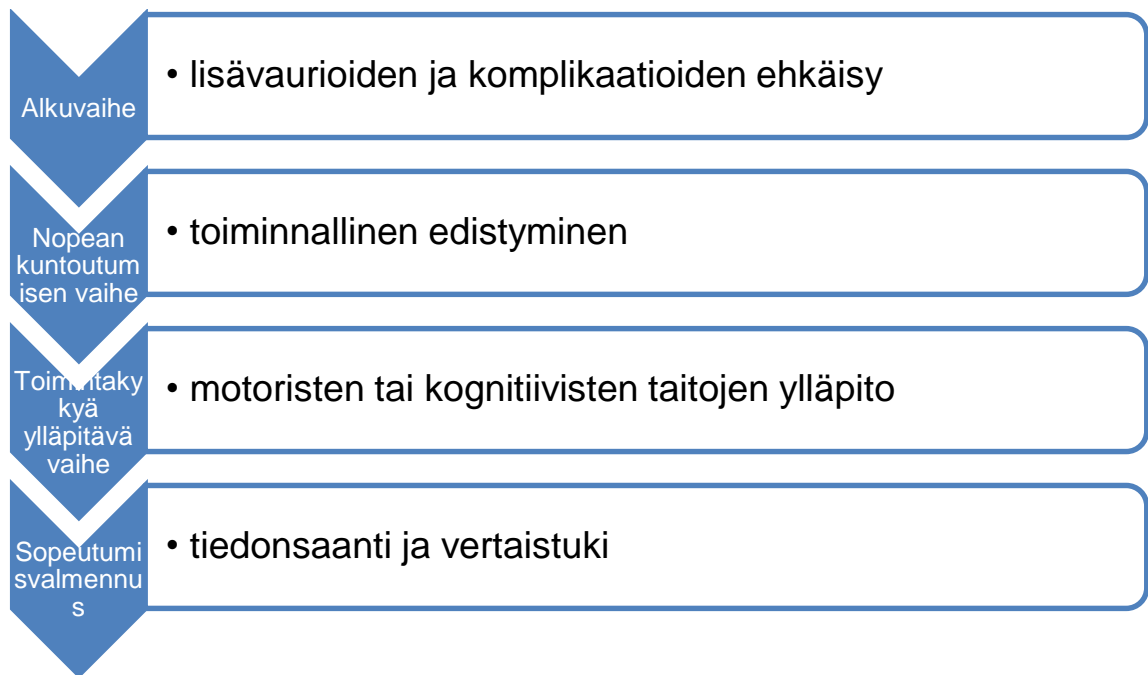 Alkuvaihe
• lisävaurioiden ja komplikaatioiden ehkäisy
Nopean
kuntoutum
isen vaihe
• toiminnallinen edistyminen
Toimintaky
kyä
ylläpitävä
vaihe
• motoristen tai kognitiivisten taitojen ylläpito
Sopeutumi
svalmennu
s
• tiedonsaanti ja vertaistuki